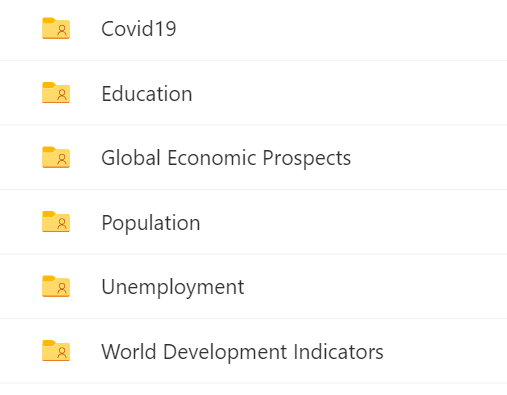 Covid19
Education
Global Economic Prospects
Population
Unemployment
World Development Indicators